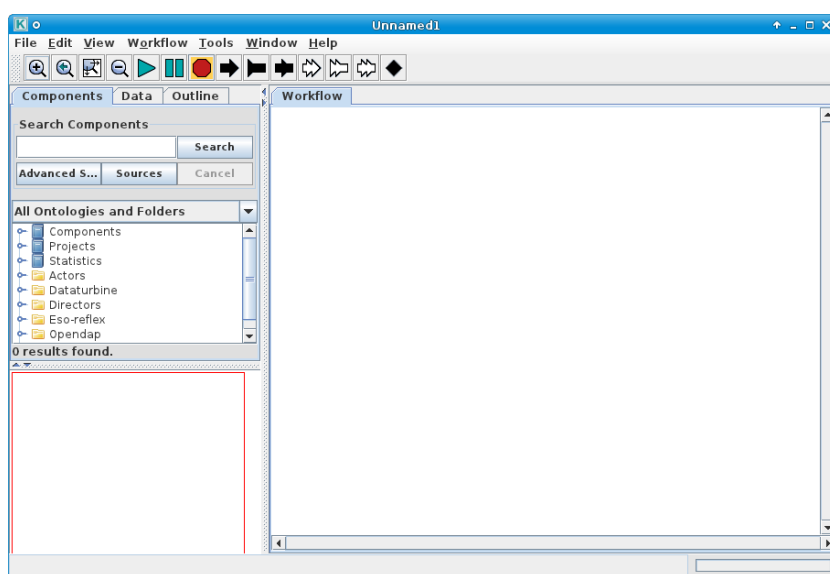 Unnamed1
File Edit View Workflow Tools Window Help
Components Data Outline
Workflow
Search Components
Search
Advanced S... Sources Cancel
All Ontologies and Folders
Components
Projects
Statistics
Actors
Dataturbine
Directors
Eso-reflex
Opendap
0 results found.